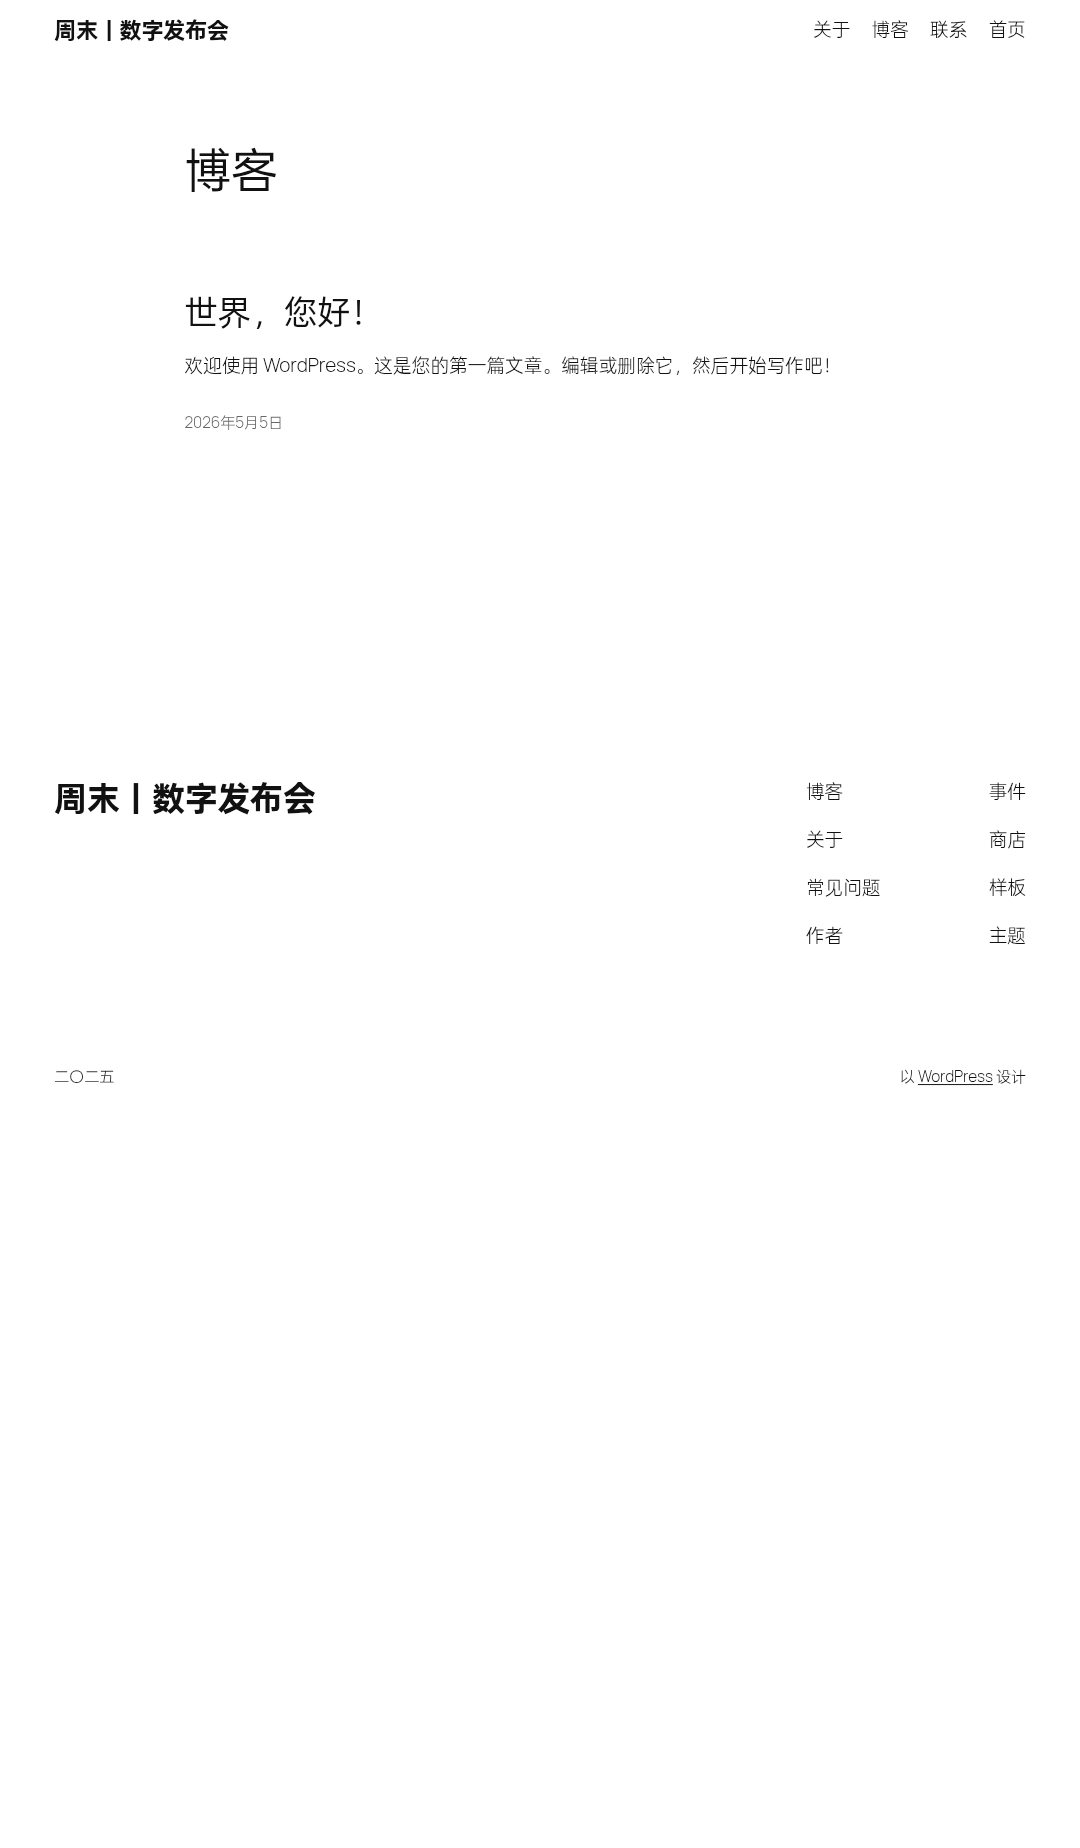 周末丨数字发布会
关于 博客 联系 首页
博客
世界，您好！
欢迎使用 WordPress。这是您的第一篇文章。编辑或删除它，然后开始写作吧！
2026年5月5日
周末丨数字发布会
博客
关于
常见问题
作者
事件
商店
样板
主题
二〇二五
以 WordPress 设计